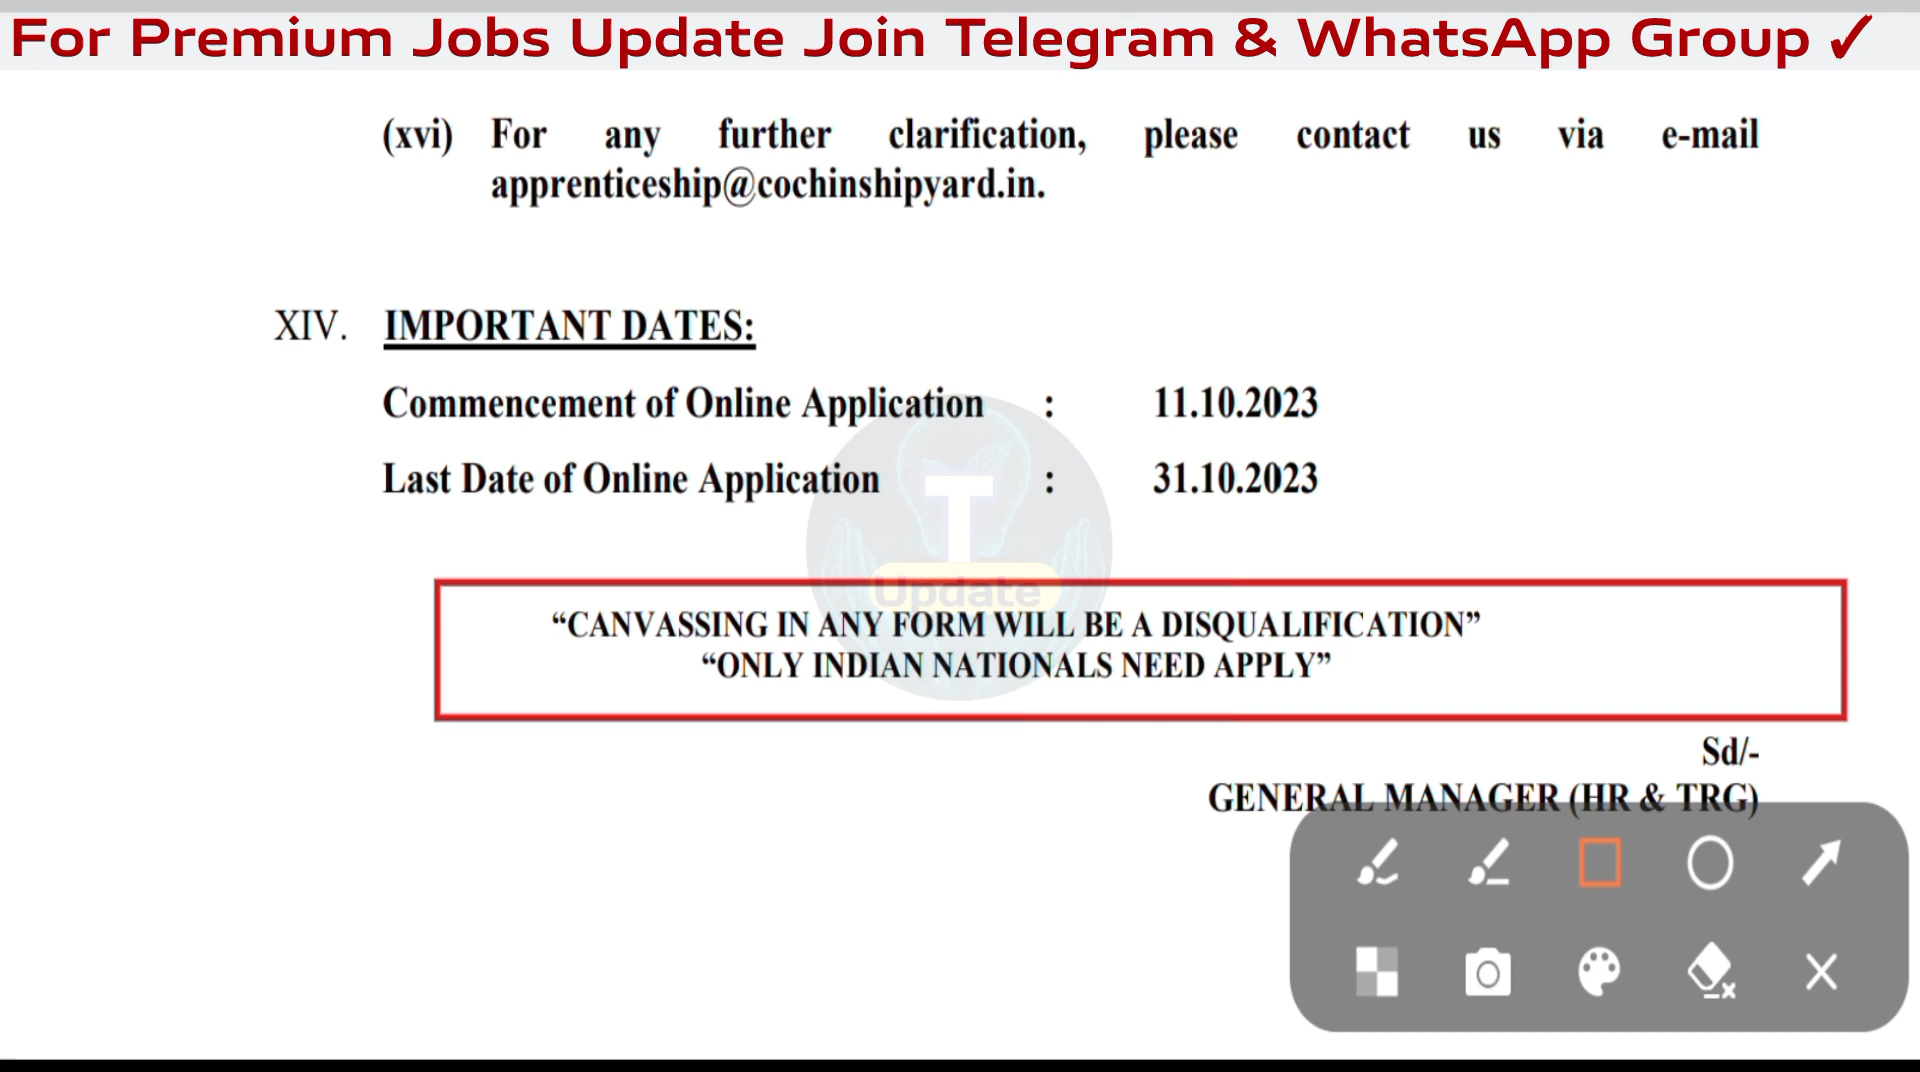 For Premium Jobs Update Join Telegram & WhatsApp Group ✓
(xvi) For any further clarification, please contact us via e-mail
apprenticeship@cochinshipyard.in.
XIV. IMPORTANT DATES:
Commencement of Online Application : 11.10.2023
Last Date of Online Application : 31.10.2023
T
Update
“CANVASSING IN ANY FORM WILL BE A DISQUALIFICATION”
“ONLY INDIAN NATIONALS NEED APPLY”
Sd/-
GENERAL MANAGER (HR & TRG)